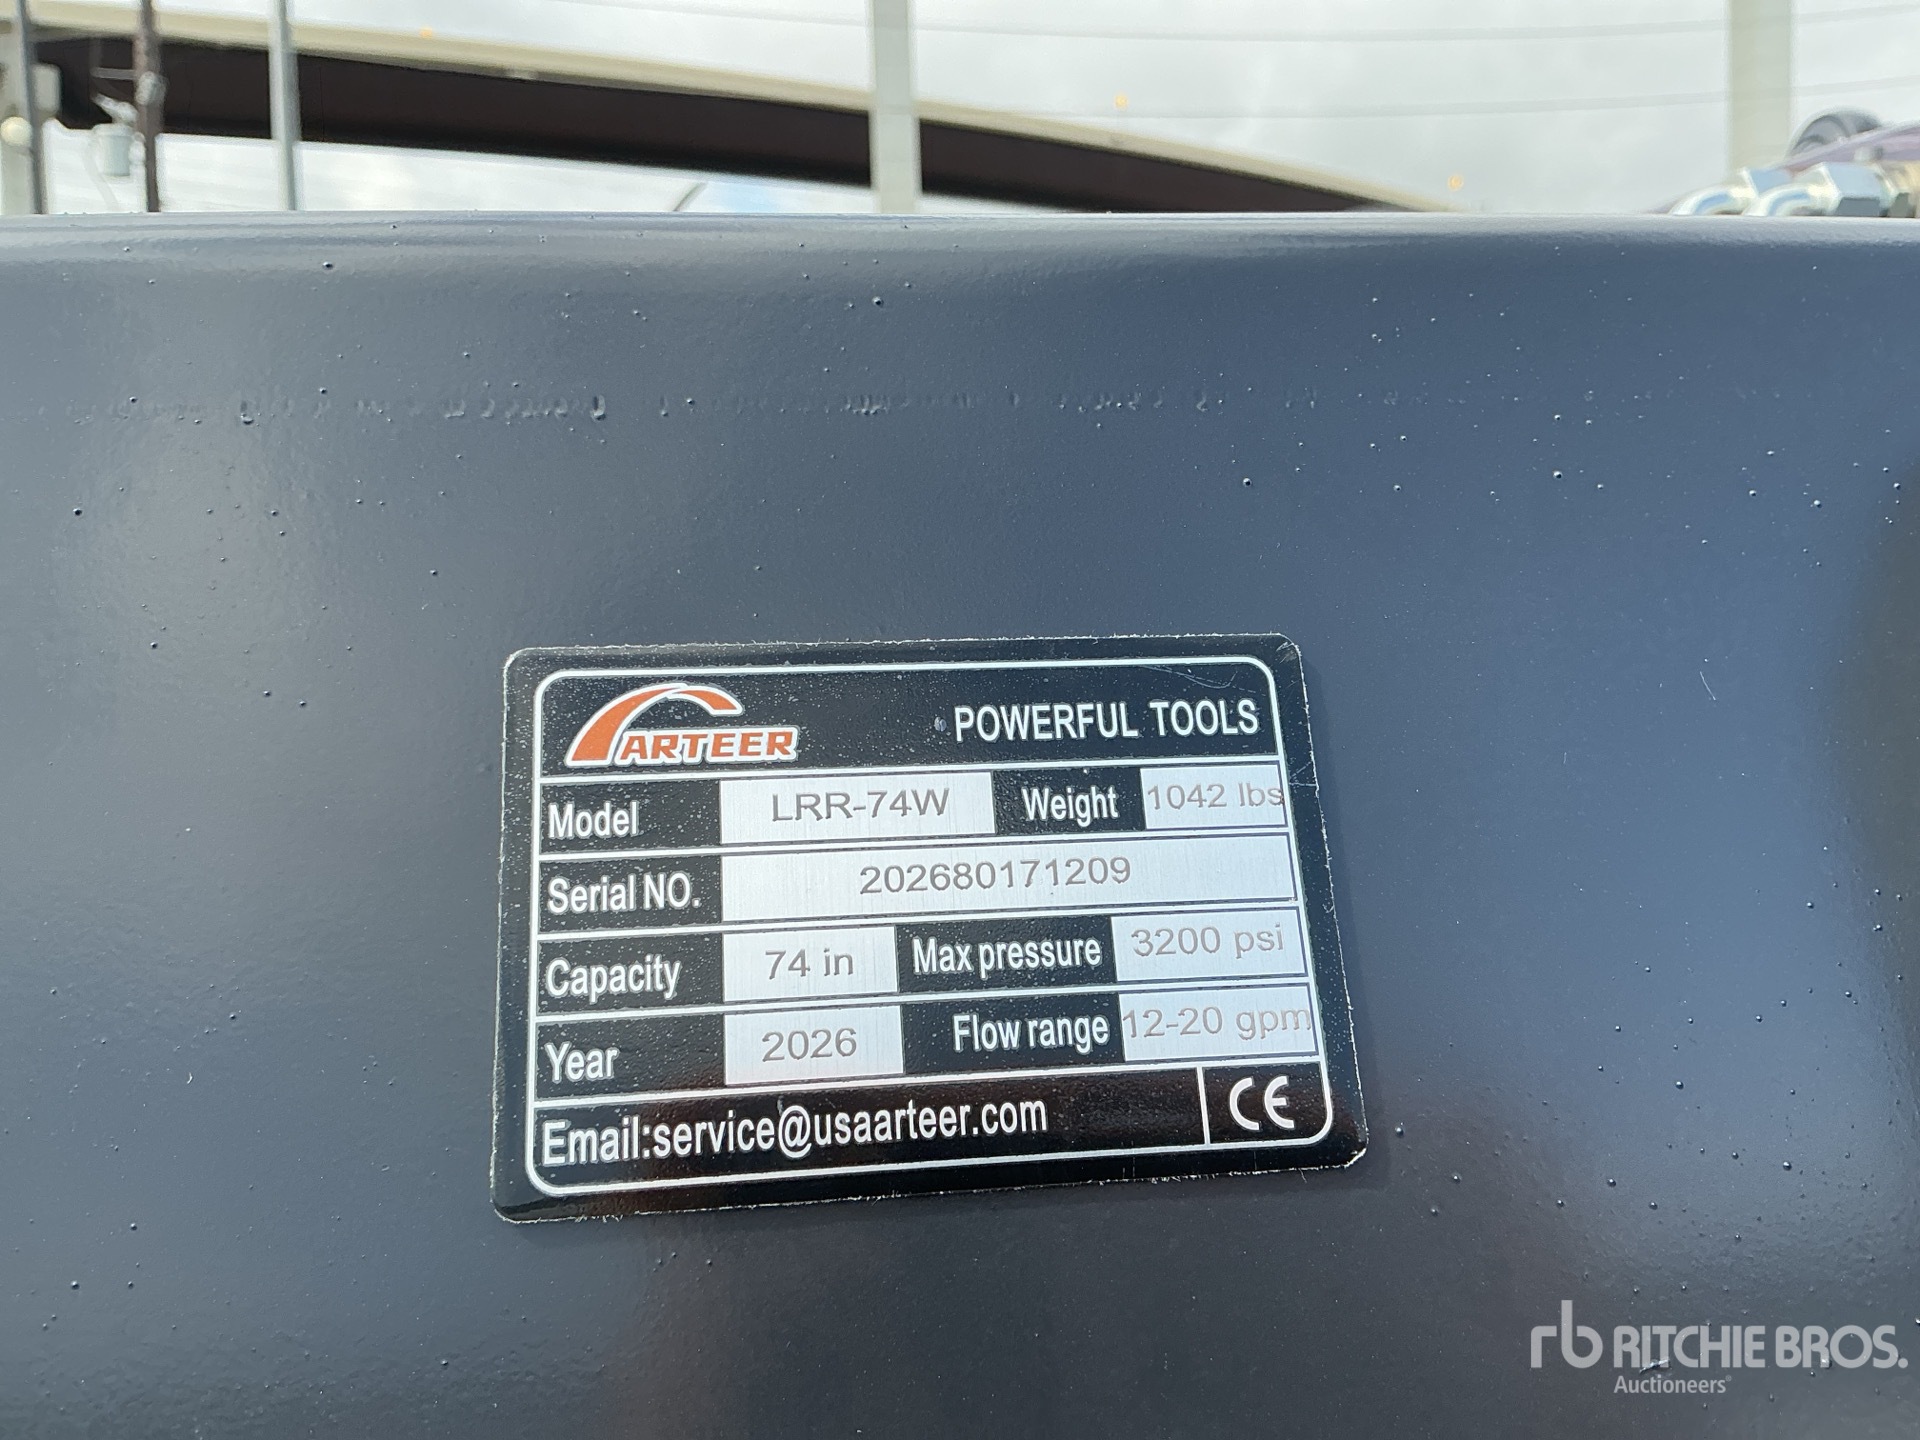 ARTEER POWERFUL TOOLS
Model LRR-74W Weight 1042 lbs
Serial NO. 202680171209
Capacity 74 in Max pressure 3200 psi
Year 2026 Flow range 12-20 gpm
Email:service@usaarteer.com CE
rb RITCHIE BROS.
Auctioneers